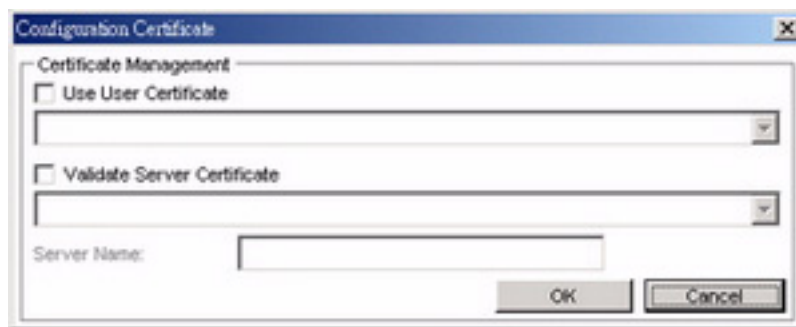 Configuration Certificate
Certificate Management
Use User Certificate
Validate Server Certificate
Server Name:
OK
Cancel